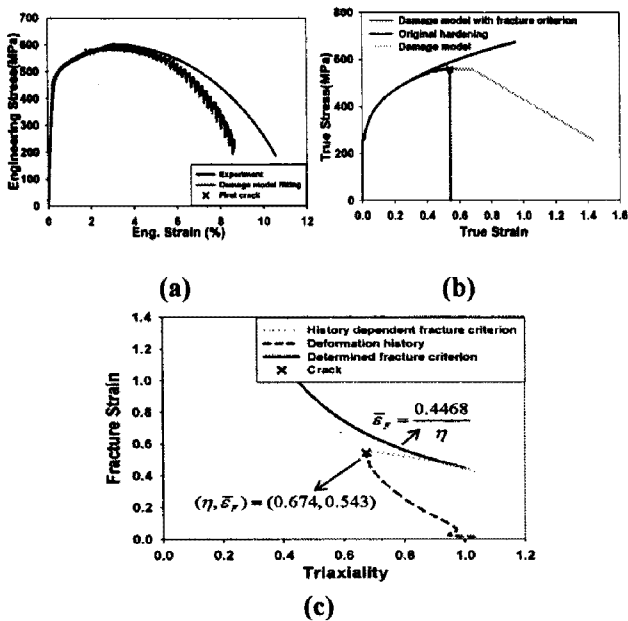 700
600
500
400
300
200
100
0
Engineering Stress(MPa)
Experiment
Damage model fitting
First crack
0 2 4 6 8 10 12
Eng. Strain (%)
(a)
Damage model with fracture criterion
Original hardening
Damage model
800
600
400
200
0
True Stress(MPa)
0.0 0.2 0.4 0.6 0.8 1.0 1.2 1.4 1.6
True Strain
(b)
1.4
1.2
1.0
0.8
0.6
0.4
0.2
0.0
Fracture Strain
History dependent fracture criterion
Deformation history
Determined fracture criterion
Crack
ε̄_F = 0.4468/η
(η, ε̄_F) = (0.674, 0.543)
0.0 0.2 0.4 0.6 0.8 1.0 1.2
Triaxiality
(c)